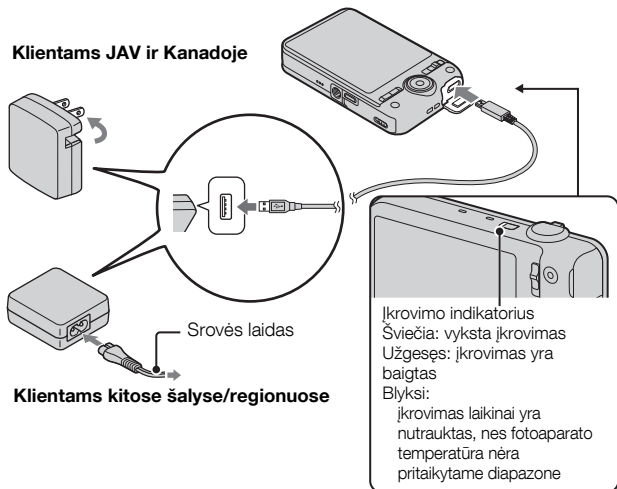 Klientams JAV ir Kanadoje
Srovės laidas
Klientams kitose šalyse/regionuose
Įkrovimo indikatorius
Šviečia: vyksta įkrovimas
Užgesęs: įkrovimas yra
baigtas
Blyksi:
įkrovimas laikinai yra
nutrauktas, nes fotoaparato
temperatūra nėra
pritaikytame diapazone